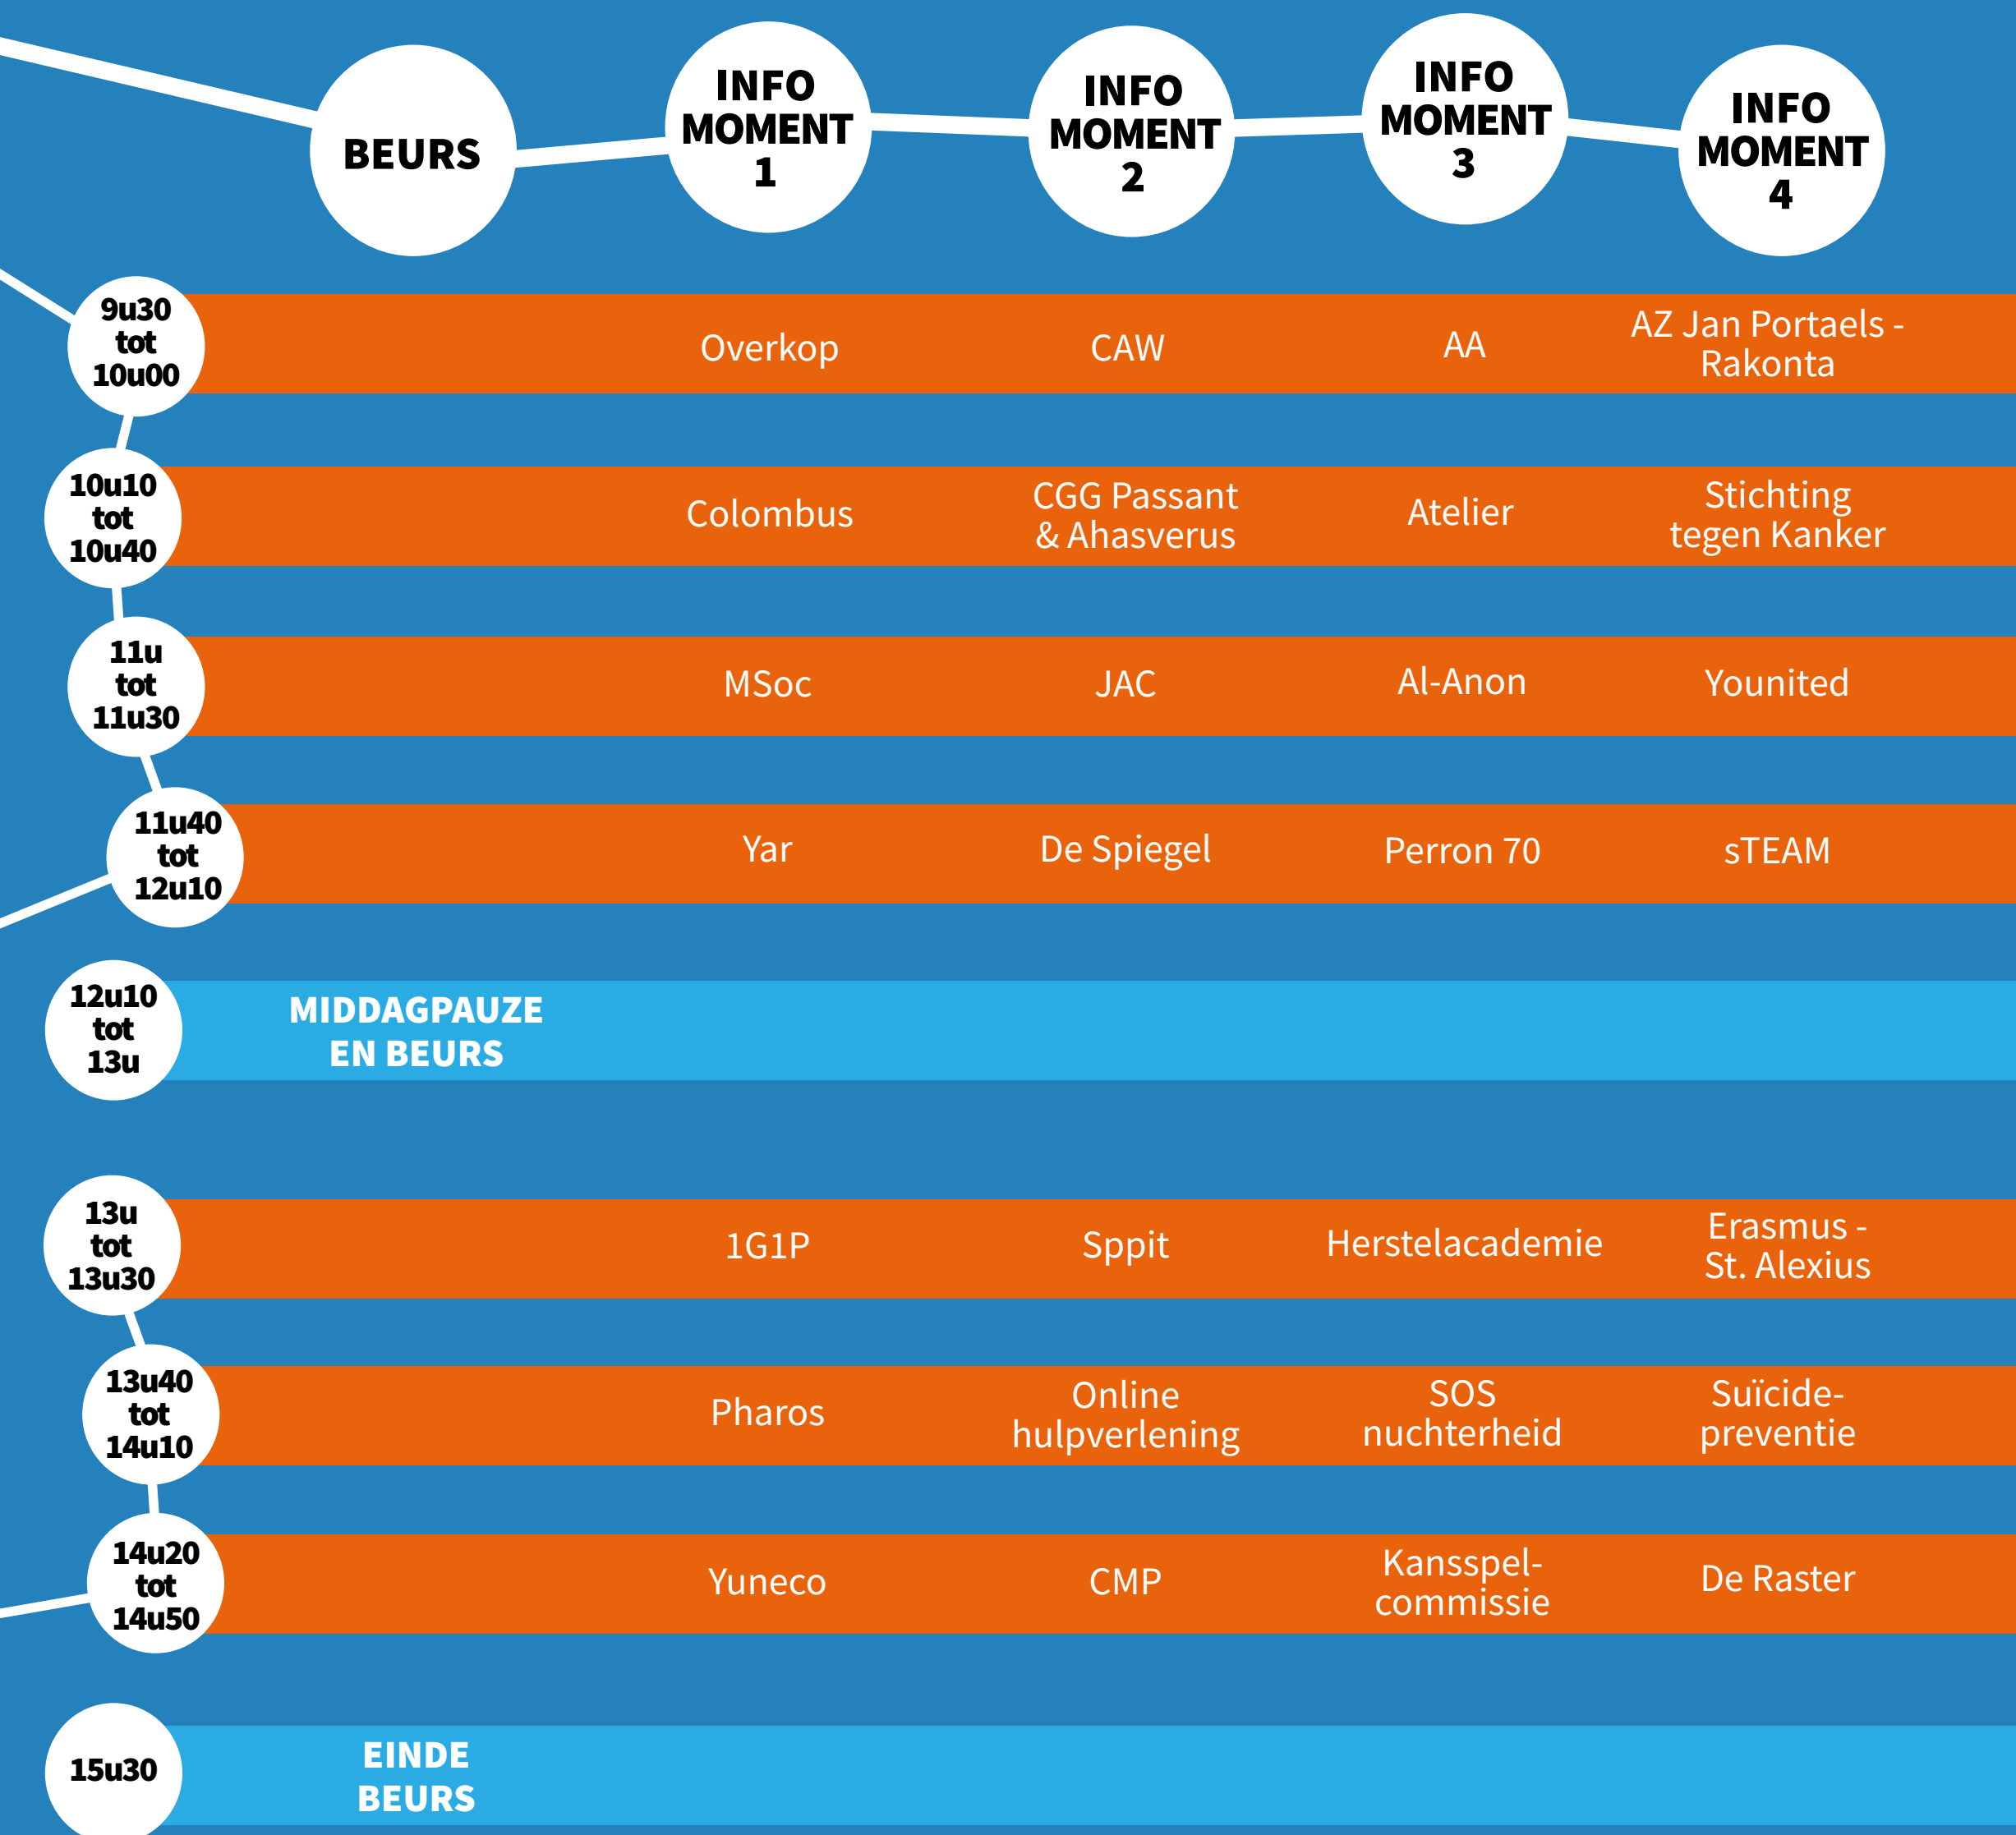 BEURS
INFO
MOMENT
1
INFO
MOMENT
2
INFO
MOMENT
3
INFO
MOMENT
4
9u30
tot
10u00
Overkop
CAW
AA
AZ Jan Portaels -
Rakonta
10u10
tot
10u40
Colombus
CGG Passant
& Ahasverus
Atelier
Stichting
tegen Kanker
11u
tot
11u30
MSoc
JAC
Al-Anon
Younited
11u40
tot
12u10
Yar
De Spiegel
Perron 70
sTEAM
12u10
tot
13u
MIDDAGPAUZE
EN BEURS
13u
tot
13u30
1G1P
Sppit
Herstelacademie
Erasmus -
St. Alexius
13u40
tot
14u10
Pharos
Online
hulpverlening
SOS
nuchterheid
Suïcide-
preventie
14u20
tot
14u50
Yuneco
CMP
Kansspel-
commissie
De Raster
15u30
EINDE
BEURS